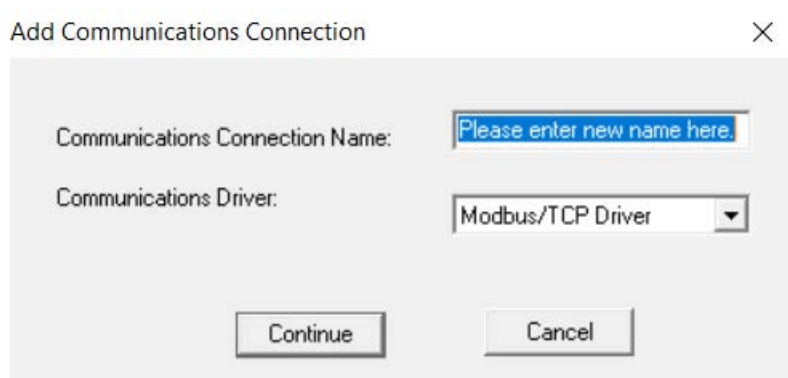 Add Communications Connection
Communications Connection Name:
Please enter new name here.
Communications Driver:
Modbus/TCP Driver
Continue
Cancel